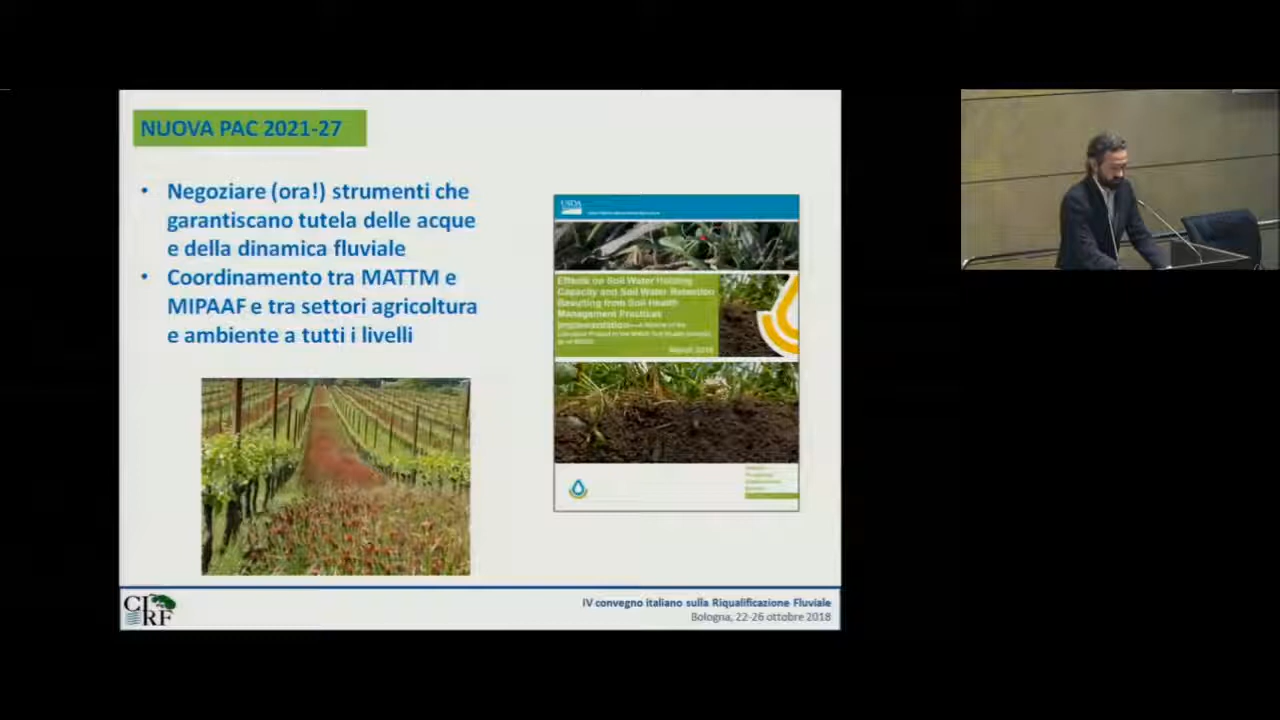 NUOVA PAC 2021-27
• Negoziare (ora!) strumenti che
garantiscano tutela delle acque
e della dinamica fluviale
• Coordinamento tra MATTM e
MIPAAF e tra settori agricoltura
e ambiente a tutti i livelli
USDA
Effects on Soil Water Holding
Capacity and Soil Water Retention
Resulting from Soil Health
Management Practices
Implementation
CIRF
IV convegno italiano sulla Riqualificazione Fluviale
Bologna, 22-26 ottobre 2018